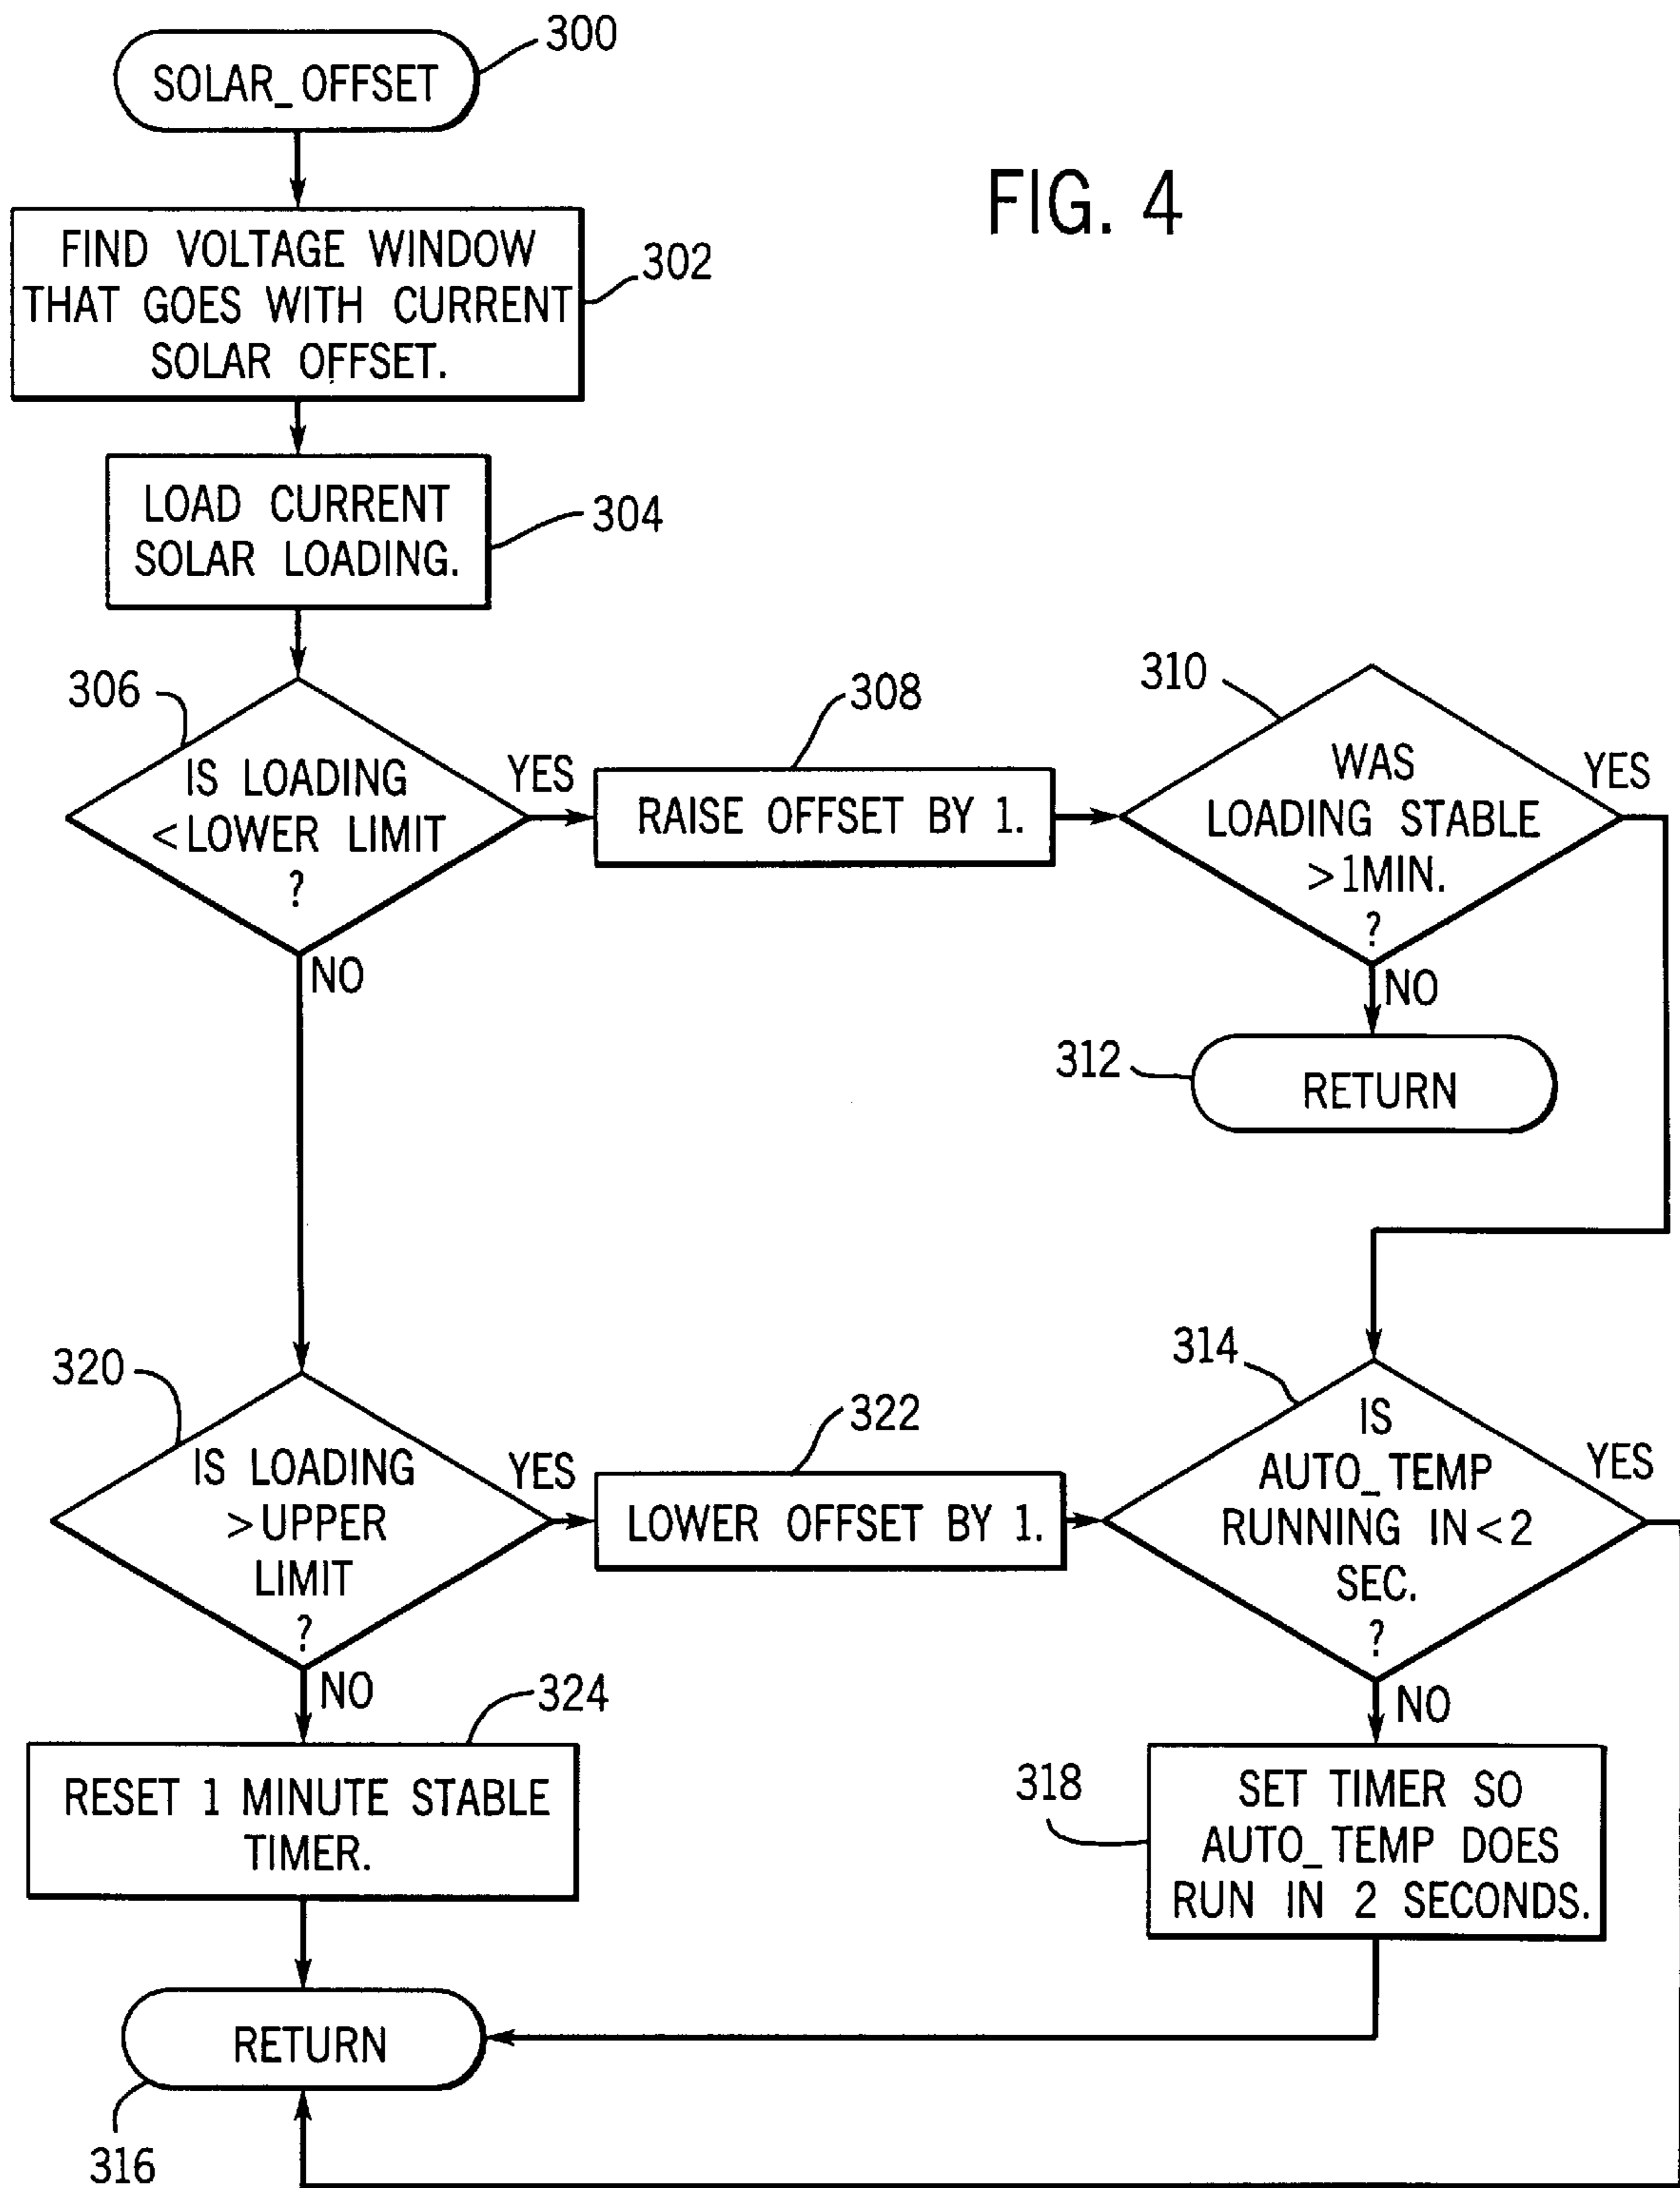 300
SOLAR_OFFSET
FIG. 4
FIND VOLTAGE WINDOW
THAT GOES WITH CURRENT
SOLAR OFFSET.
302
LOAD CURRENT
SOLAR LOADING.
304
306
IS LOADING
<LOWER LIMIT
?
YES
NO
308
RAISE OFFSET BY 1.
310
WAS
LOADING STABLE
>1MIN.
?
YES
NO
312
RETURN
320
IS LOADING
>UPPER
LIMIT
?
YES
NO
322
LOWER OFFSET BY 1.
314
IS
AUTO_TEMP
RUNNING IN<2
SEC.
?
YES
NO
324
RESET 1 MINUTE STABLE
TIMER.
318
SET TIMER SO
AUTO_TEMP DOES
RUN IN 2 SECONDS.
RETURN
316